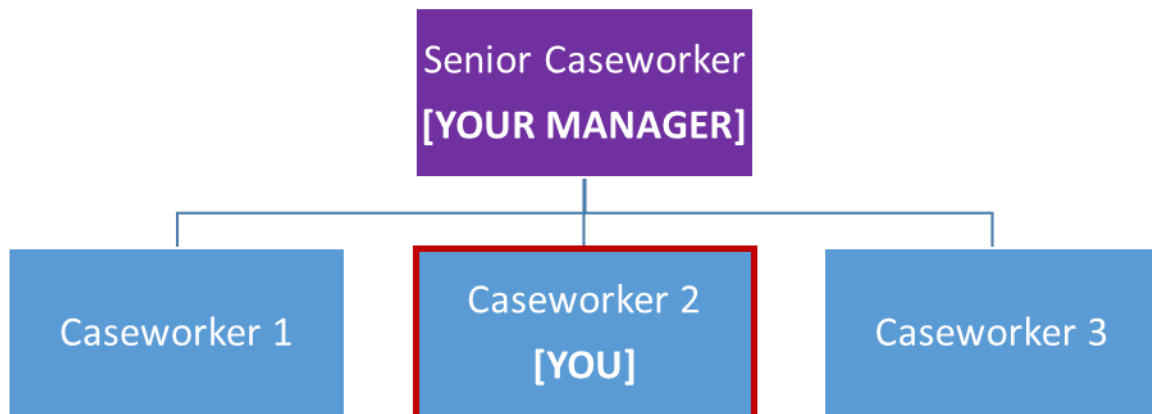 Senior Caseworker
[YOUR MANAGER]
Caseworker 1
Caseworker 2
[YOU]
Caseworker 3